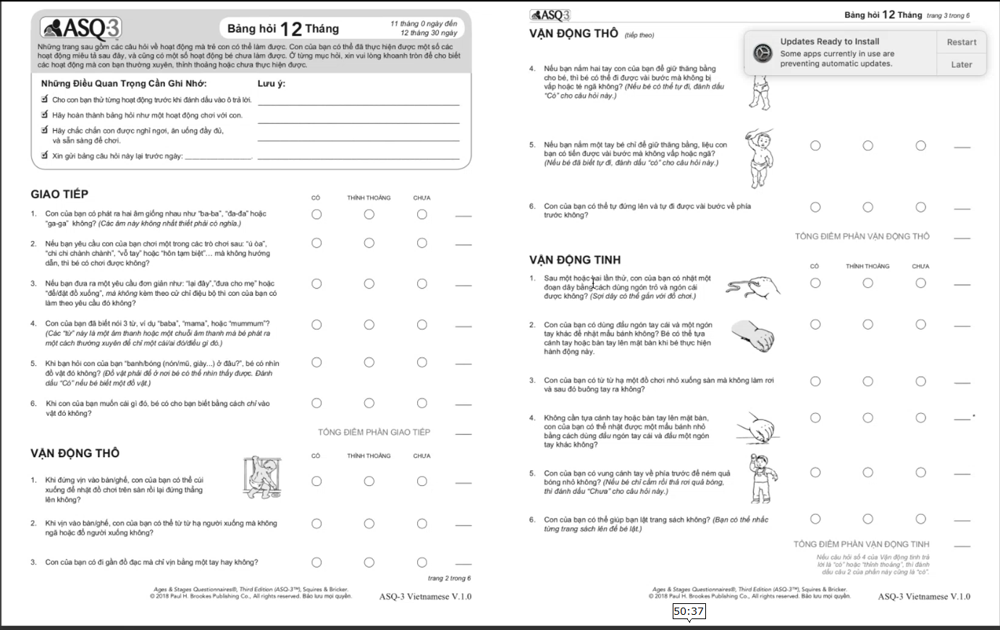 ASQ-3
Bảng hỏi 12 Tháng
11 tháng 0 ngày đến
12 tháng 30 ngày
Những trang sau gồm các câu hỏi về hoạt động mà trẻ con có thể làm được. Con của bạn có thể đã thực hiện được một số các
hoạt động miêu tả sau đây, và cũng có một số hoạt động bé chưa làm được. Ở từng mục hỏi, xin vui lòng khoanh tròn để cho biết
các hoạt động mà con bạn thường xuyên, thỉnh thoảng hoặc chưa thực hiện được.
Những Điều Quan Trọng Cần Ghi Nhớ:
Cho con bạn thử từng hoạt động trước khi đánh dấu vào ô trả lời.
Hãy hoàn thành bảng hỏi như một hoạt động chơi với con.
Hãy chắc chắn con được nghỉ ngơi, ăn uống đầy đủ,
và sẵn sàng để chơi.
Xin gửi bảng câu hỏi này lại trước ngày: ________________.
Lưu ý:
GIAO TIẾP
CÓ THỈNH THOẢNG CHƯA
1. Con của bạn có phát ra hai âm giống nhau như "ba-ba", "đa-đa" hoặc
"ga-ga" không? (Các âm này không nhất thiết phải có nghĩa.)
2. Nếu bạn yêu cầu con của bạn chơi một trong các trò chơi sau: "ú òa",
"chi chi chành chành", "vỗ tay" hoặc "hôn tạm biệt"... mà không hướng
dẫn, thì bé có chơi được không?
3. Nếu bạn đưa ra một yêu cầu đơn giản như: "lại đây","đưa cho mẹ" hoặc
"để/đặt đồ xuống", mà không kèm theo cử chỉ điệu bộ thì con của bạn có
làm theo yêu cầu đó không?
4. Con của bạn đã biết nói 3 từ, ví dụ "baba", "mama", hoặc "mummum"?
(Các "từ" này là một âm thanh hoặc một chuỗi âm thanh mà bé phát ra
một cách thường xuyên để chỉ một cái/ai đó/điều gì đó.)
5. Khi bạn hỏi con của bạn "banh/bóng (nón/mũ, giày...) ở đâu?", bé có nhìn
đồ vật đó không? (Đồ vật phải để ở nơi bé có thể nhìn thấy được. Đánh
dấu "Có" nếu bé biết một đồ vật.)
6. Khi con của bạn muốn cái gì đó, bé có cho bạn biết bằng cách chỉ vào
vật đó không?
TỔNG ĐIỂM PHẦN GIAO TIẾP
VẬN ĐỘNG THÔ
CÓ THỈNH THOẢNG CHƯA
1. Khi đứng vịn vào bàn/ghế, con của bạn có thể cúi
xuống để nhặt đồ chơi trên sàn rồi lại đứng thẳng
lên không?
2. Khi vịn vào bàn/ghế, con của bạn có thể từ từ hạ người xuống mà không
ngã hoặc đổ người xuống không?
3. Con của bạn có đi gần đồ đạc mà chỉ vịn bằng một tay hay không?
trang 2 trong 6
Ages & Stages Questionnaires®, Third Edition (ASQ-3™), Squires & Bricker.
© 2018 Paul H. Brookes Publishing Co., All rights reserved. Bảo lưu mọi quyền.
ASQ-3 Vietnamese V.1.0
ASQ3
Bảng hỏi 12 Tháng trang 3 trong 6
VẬN ĐỘNG THÔ (tiếp theo)
Updates Ready to Install
Some apps currently in use are
preventing automatic updates.
Restart
Later
4. Nếu bạn nắm hai tay con của bạn để giữ thăng bằng
cho bé, thì bé có thể đi được vài bước mà không bị
vấp hoặc té ngã không? (Nếu bé có thể tự đi, đánh dấu
"Có" cho câu hỏi này.)
5. Nếu bạn nắm một tay bé chỉ để giữ thăng bằng, liệu con
bạn có tiến được vài bước mà không vấp hoặc ngã?
(Nếu bé đã biết tự đi, đánh dấu "có" cho câu hỏi này.)
6. Con của bạn có thể tự đứng lên và tự đi được vài bước về phía
trước không?
TỔNG ĐIỂM PHẦN VẬN ĐỘNG THÔ
VẬN ĐỘNG TINH
CÓ THỈNH THOẢNG CHƯA
1. Sau một hoặc hai lần thử, con của bạn có nhặt một
đoạn dây bằng cách dùng ngón trỏ và ngón cái
được không? (Sợi dây có thể gắn với đồ chơi.)
2. Con của bạn có dùng đầu ngón tay cái và một ngón
tay khác để nhặt mẩu bánh không? Bé có thể tựa
cánh tay hoặc bàn tay lên mặt bàn khi bé thực hiện
hành động này.
3. Con của bạn có từ từ hạ một đồ chơi nhỏ xuống sàn mà không làm rơi
và sau đó buông tay ra không?
4. Không cần tựa cánh tay hoặc bàn tay lên mặt bàn,
con của bạn có thể nhặt được một mẩu bánh nhỏ
bằng cách dùng đầu ngón tay cái và đầu một ngón
tay khác không?
*
5. Con của bạn có vung cánh tay về phía trước để ném quả
bóng nhỏ không? (Nếu bé chỉ cầm rồi thả rơi quả bóng,
thì đánh dấu "Chưa" cho câu hỏi này.)
6. Con của bạn có thể giúp bạn lật trang sách không? (Bạn có thể nhấc
từng trang sách lên để bé lật.)
TỔNG ĐIỂM PHẦN VẬN ĐỘNG TINH
Nếu câu hỏi số 4 của Vận động tinh trả
lời là "có" hoặc "thỉnh thoảng", thì đánh
dấu câu 2 của phần này cũng là "có".
Ages & Stages Questionnaires®, Third Edition (ASQ-3™), Squires & Bricker.
© 2018 Paul H. Brookes Publishing Co., All rights reserved. Bảo lưu mọi quyền.
ASQ-3 Vietnamese V.1.0
50:37